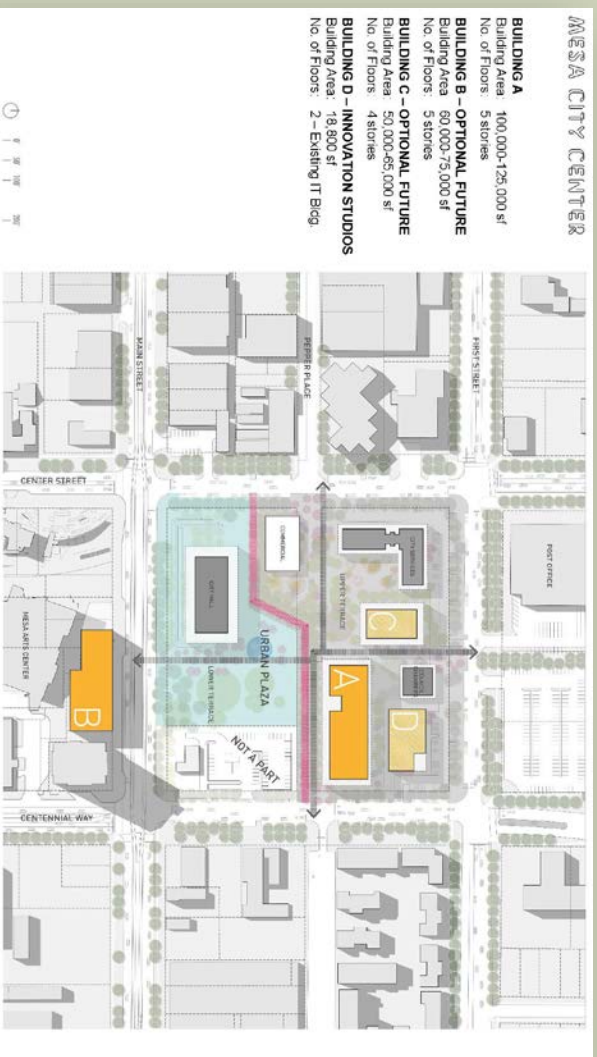 MESA CITY CENTER
BUILDING A
Building Area: 100,000-125,000 sf
No. of Floors: 5 stories
BUILDING B – OPTIONAL FUTURE
Building Area 60,000-75,000 sf
No. of Floors: 5 stories
BUILDING C – OPTIONAL FUTURE
Building Area: 50,000-65,000 sf
No. of Floors: 4 stories
BUILDING D – INNOVATION STUDIOS
Building Area: 18,800 sf
No. of Floors: 2 – Existing IT Bldg.
POST OFFICE
FIRST STREET
CITY SERVICES
UPPER TERRACE
C
D
A
PEPPER PLACE
COMMERCIAL
CITY HALL
URBAN PLAZA
LOWER TERRACE
NOT A PART
MAIN STREET
CENTER STREET
CENTENNIAL WAY
MESA ARTS CENTER
B